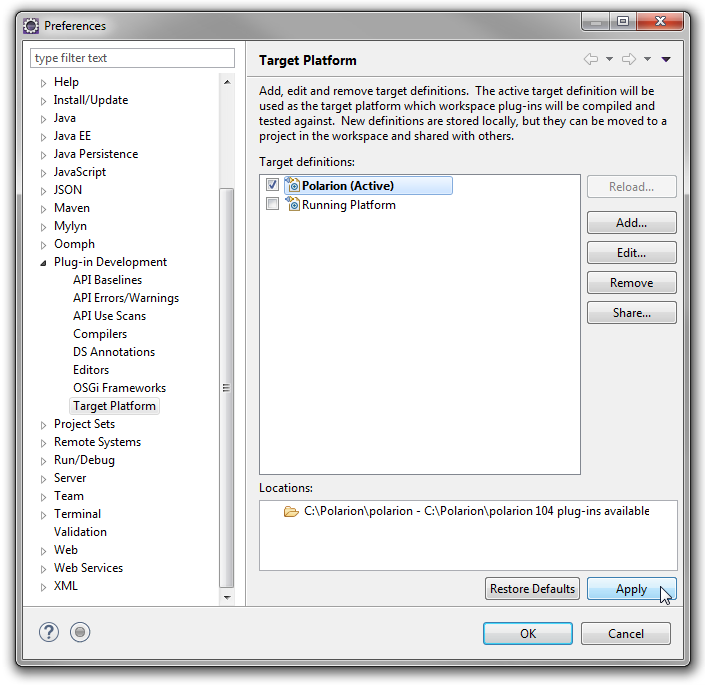 Preferences
type filter text
Help
Install/Update
Java
Java EE
Java Persistence
JavaScript
JSON
Maven
Mylyn
Oomph
Plug-in Development
API Baselines
API Errors/Warnings
API Use Scans
Compilers
DS Annotations
Editors
OSGi Frameworks
Target Platform
Project Sets
Remote Systems
Run/Debug
Server
Team
Terminal
Validation
Web
Web Services
XML
Target Platform
Add, edit and remove target definitions.  The active target definition will be
used as the target platform which workspace plug-ins will be compiled and
tested against.  New definitions are stored locally, but they can be moved to a
project in the workspace and shared with others.
Target definitions:
Polarion (Active)
Running Platform
Reload...
Add...
Edit...
Remove
Share...
Locations:
C:\Polarion\polarion - C:\Polarion\polarion 104 plug-ins available
Restore Defaults
Apply
?
OK
Cancel